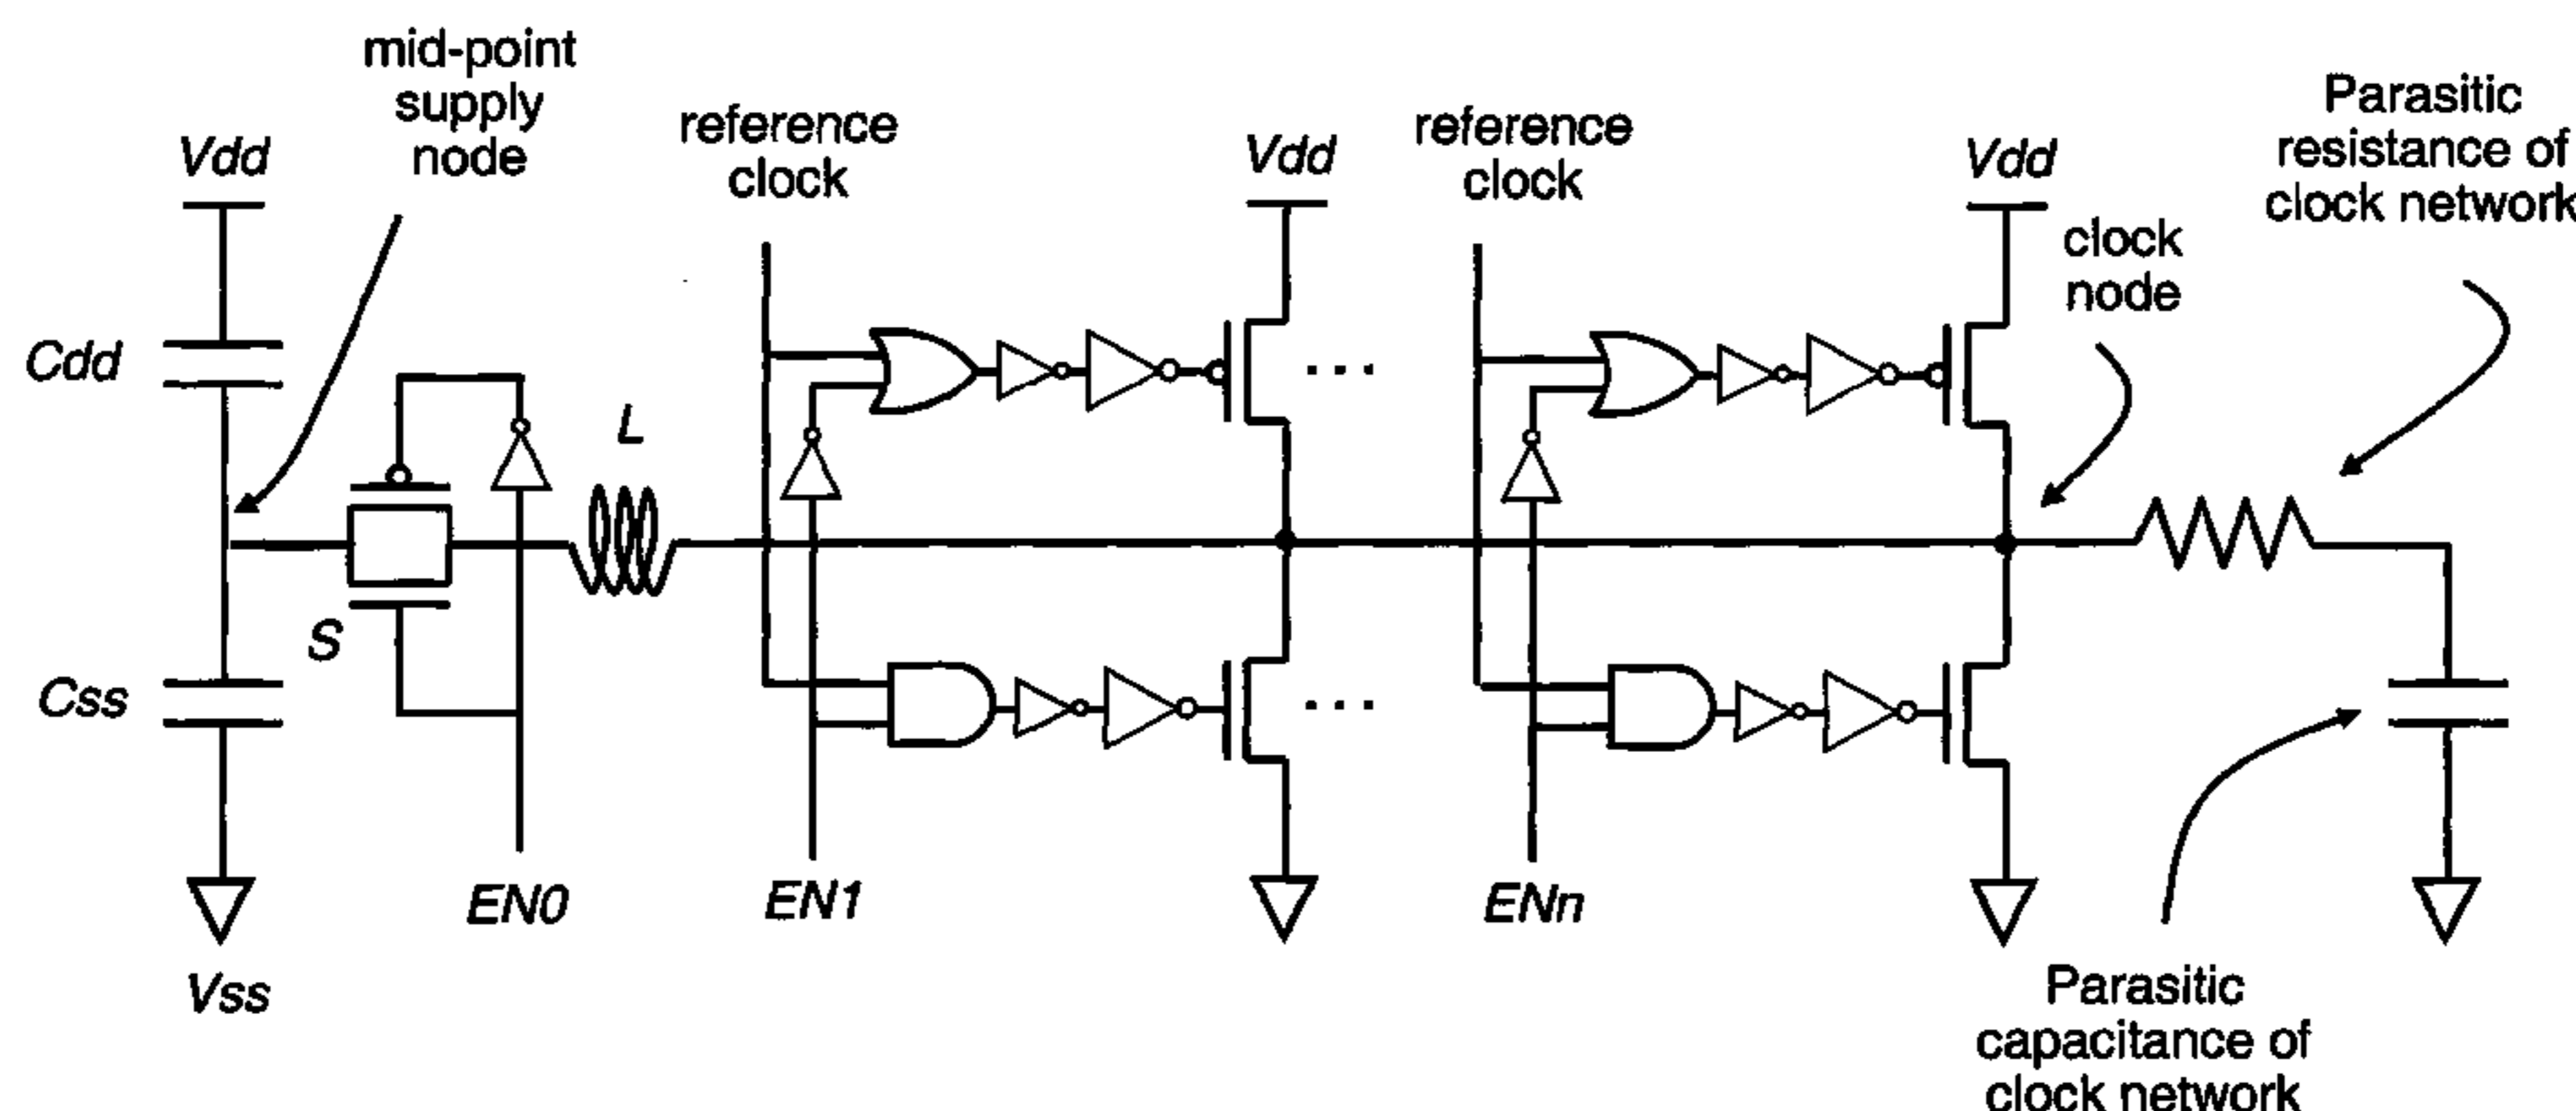 mid-point
supply
node
Vdd
reference
clock
Vdd
reference
clock
Vdd
Parasitic
resistance of
clock network
clock
node
Cdd
L
S
Css
EN0
EN1
ENn
Vss
Parasitic
capacitance of
clock network